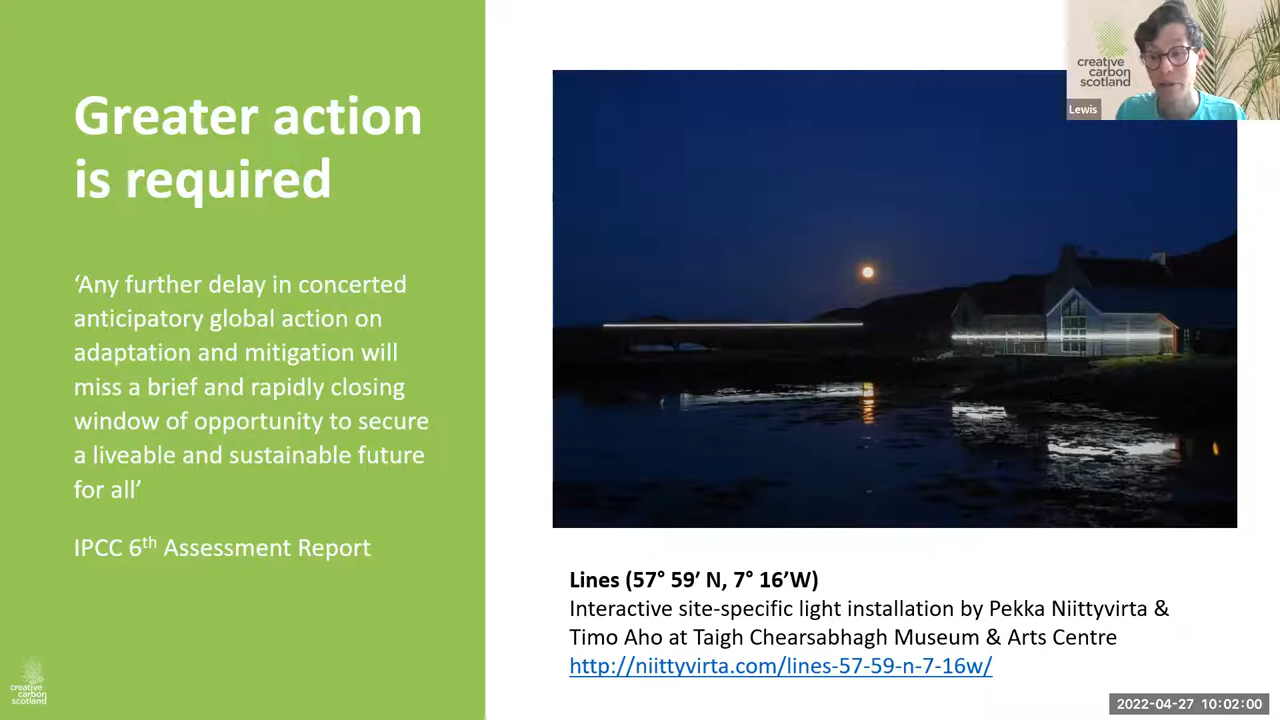 Greater action
is required
‘Any further delay in concerted
anticipatory global action on
adaptation and mitigation will
miss a brief and rapidly closing
window of opportunity to secure
a liveable and sustainable future
for all’
IPCC 6th Assessment Report
creative
carbon
scotland
creative
carbon
scotland
Lewis
Lines (57° 59′ N, 7° 16’W)
Interactive site-specific light installation by Pekka Niittyvirta &
Timo Aho at Taigh Chearsabhagh Museum & Arts Centre
http://niittyvirta.com/lines-57-59-n-7-16w/
2022-04-27 10:02:00